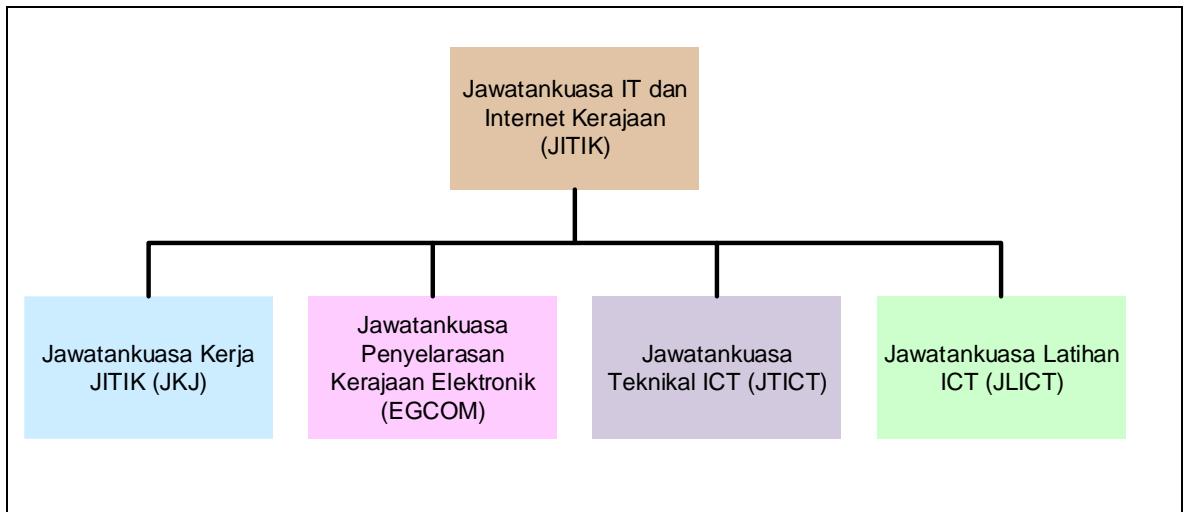 Jawatankuasa IT dan
Internet Kerajaan
(JITIK)
Jawatankuasa Kerja
JITIK (JKJ)
Jawatankuasa
Penyelarasan
Kerajaan Elektronik
(EGCOM)
Jawatankuasa
Teknikal ICT (JTICT)
Jawatankuasa Latihan
ICT (JLICT)